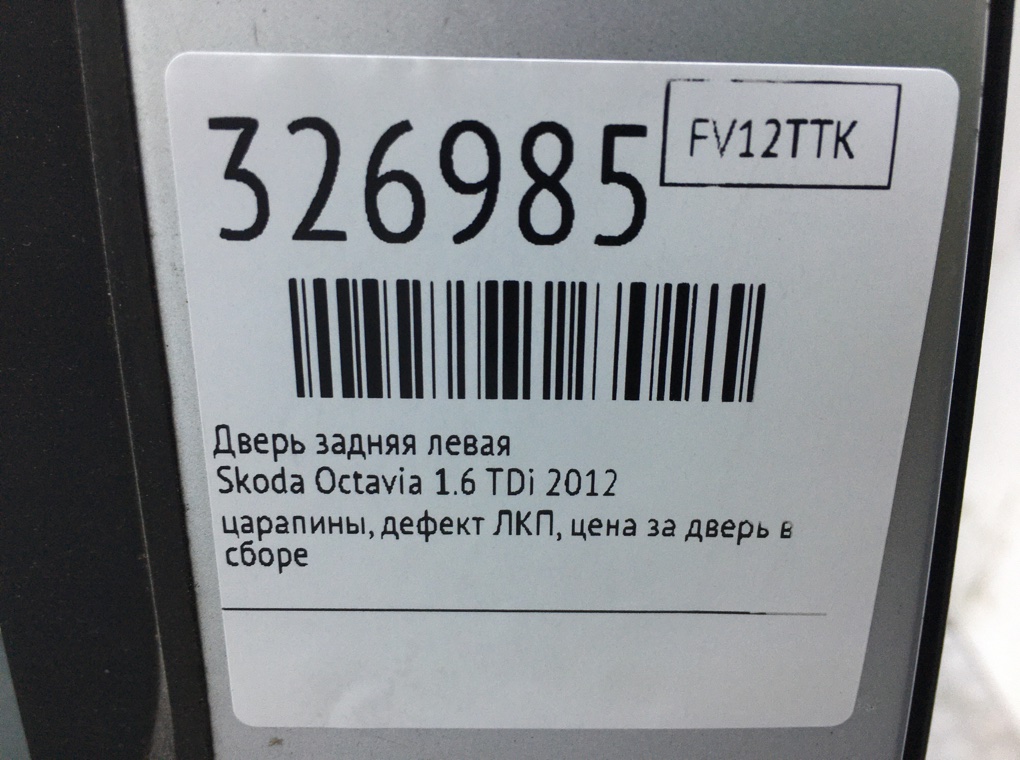 326985
FV12TTK
Дверь задняя левая
Skoda Octavia 1.6 TDi 2012
царапины, дефект ЛКП, цена за дверь в
сборе